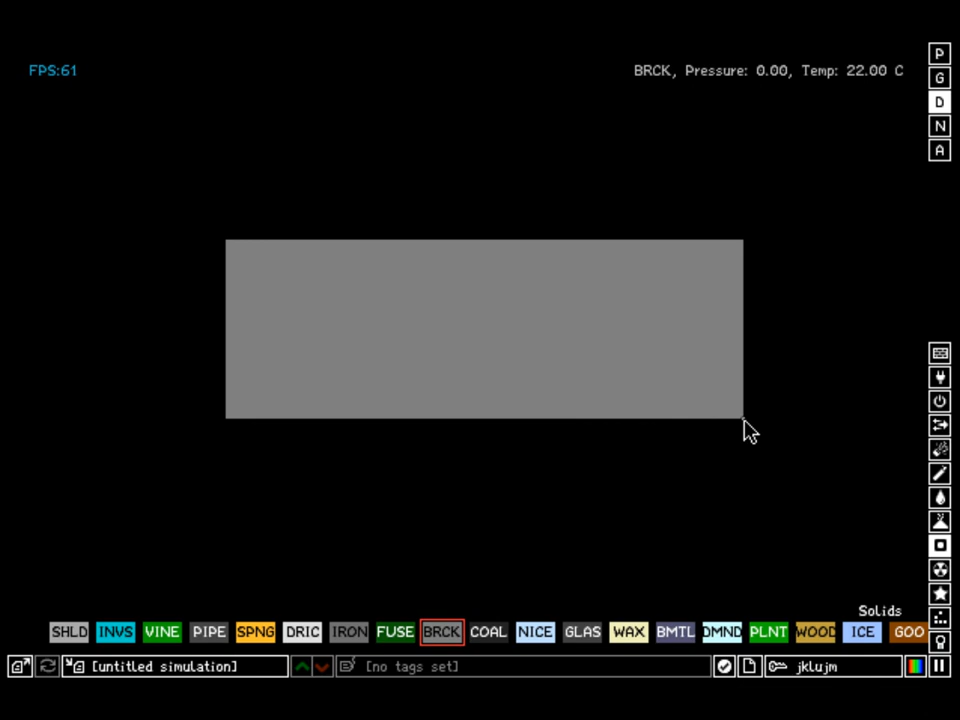 FPS:61
BRCK, Pressure: 0.00, Temp: 22.00 C
P
G
D
N
A
Solids
SHLD INVS VINE PIPE SPNG DRIC IRON FUSE BRCK COAL NICE GLAS WAX BMTL DMND PLNT WOOD ICE GOO
[untitled simulation] [no tags set] jklujm